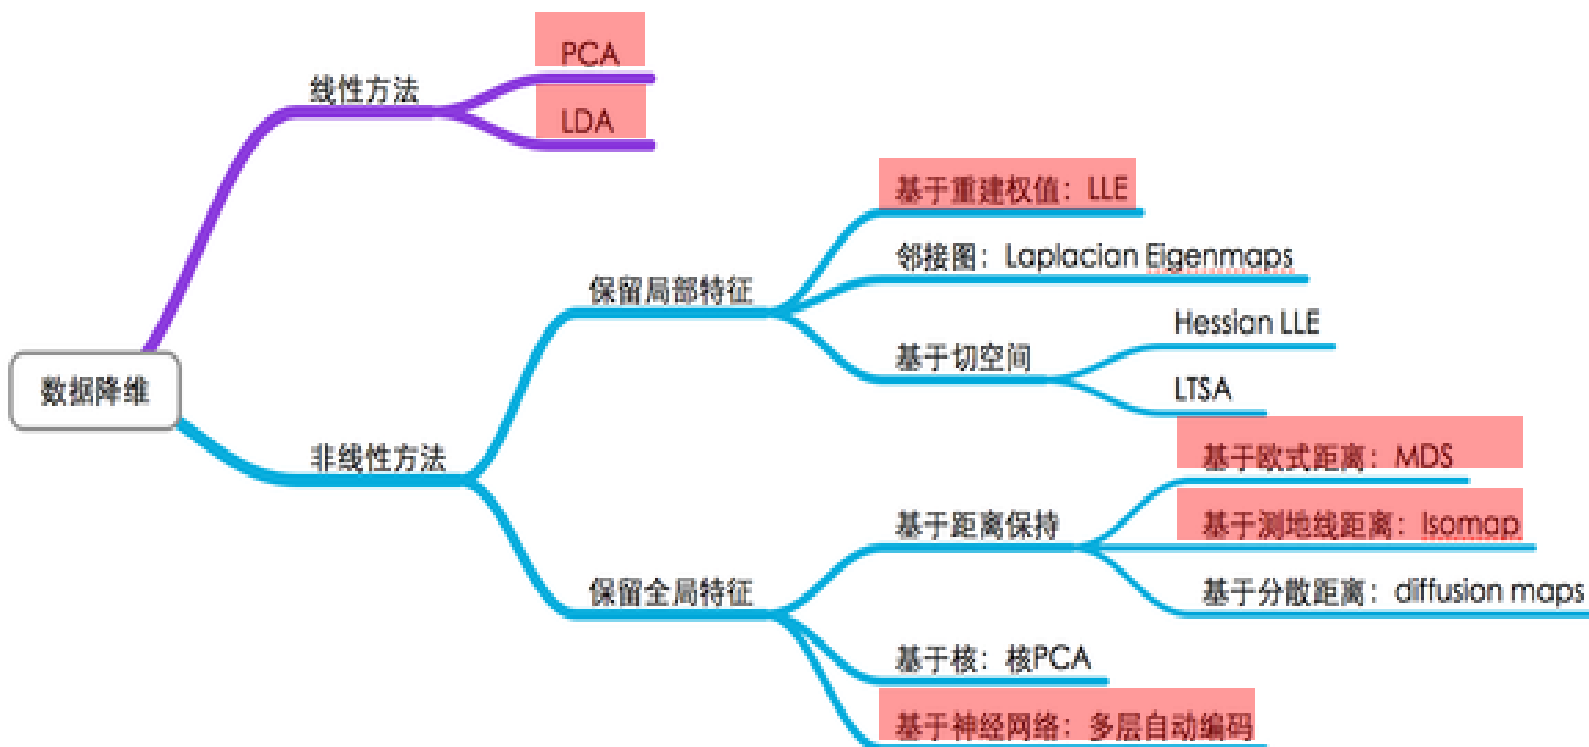 PCA
线性方法
LDA
基于重建权值：LLE
邻接图：Laplacian Eigenmaps
保留局部特征
Hessian LLE
基于切空间
LTSA
数据降维
非线性方法
基于欧式距离：MDS
基于距离保持
基于测地线距离：Isomap
保留全局特征
基于分散距离：diffusion maps
基于核：核PCA
基于神经网络：多层自动编码